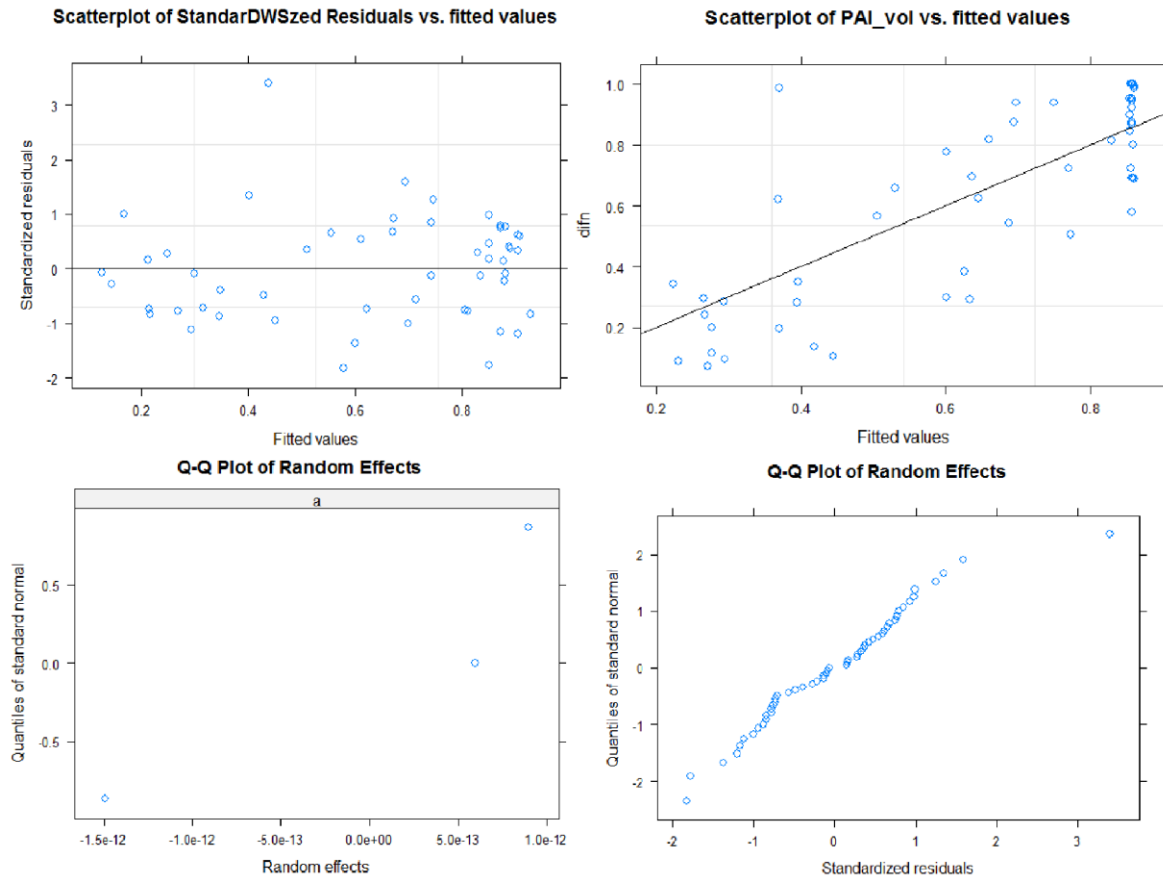 Scatterplot of StandarDWSzed Residuals vs. fitted values
Standardized residuals
3
2
1
0
-1
-2
0.2 0.4 0.6 0.8
Fitted values
Scatterplot of PAI_vol vs. fitted values
difn
1.0
0.8
0.6
0.4
0.2
0.2 0.4 0.6 0.8
Fitted values
Q-Q Plot of Random Effects
a
Quantiles of standard normal
0.5
0.0
-0.5
-1.5e-12 -1.0e-12 -5.0e-13 0.0e+00 5.0e-13 1.0e-12
Random effects
Q-Q Plot of Random Effects
Quantiles of standard normal
2
1
0
-1
-2
-2 -1 0 1 2 3
Standardized residuals